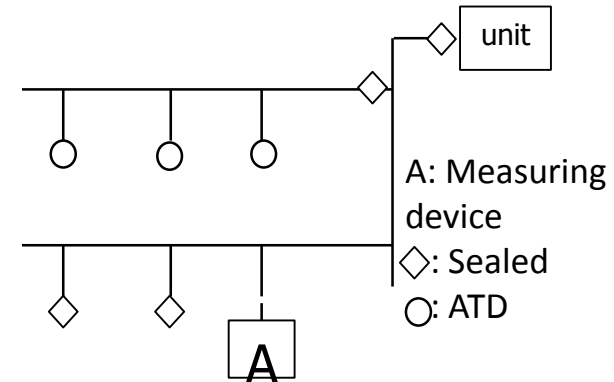 unit
A: Measuring
device
◇: Sealed
○: ATD
A